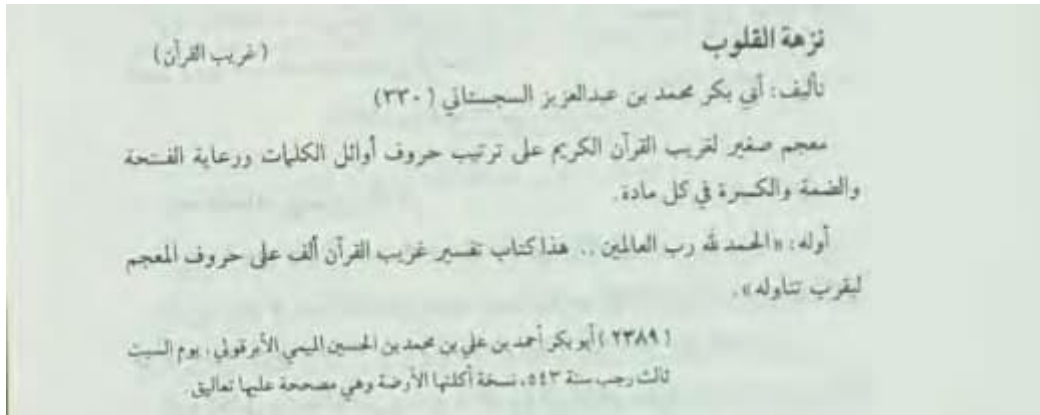 نزهة القلوب (غريب القرآن)
تأليف: أبي بكر محمد بن عبدالعزيز السجستاني (٣٣٠)
معجم صغير لغريب القرآن الكريم على ترتيب حروف أوائل الكلمات ورعاية الفتحة
والضمة والكسرة في كل مادة.
أوله: «الحمد لله رب العالمين .. هذا كتاب تفسير غريب القرآن ألف على حروف المعجم
ليقرب تناوله».
(٢٣٨٩) أبو بكر أحمد بن علي بن محمد بن الحسين الميمي الأبرقوئي، يوم السبت
ثالث رجب سنة ٥٤٣، نسخة أكلتها الأرضة وهي مصححة عليها تعاليق.